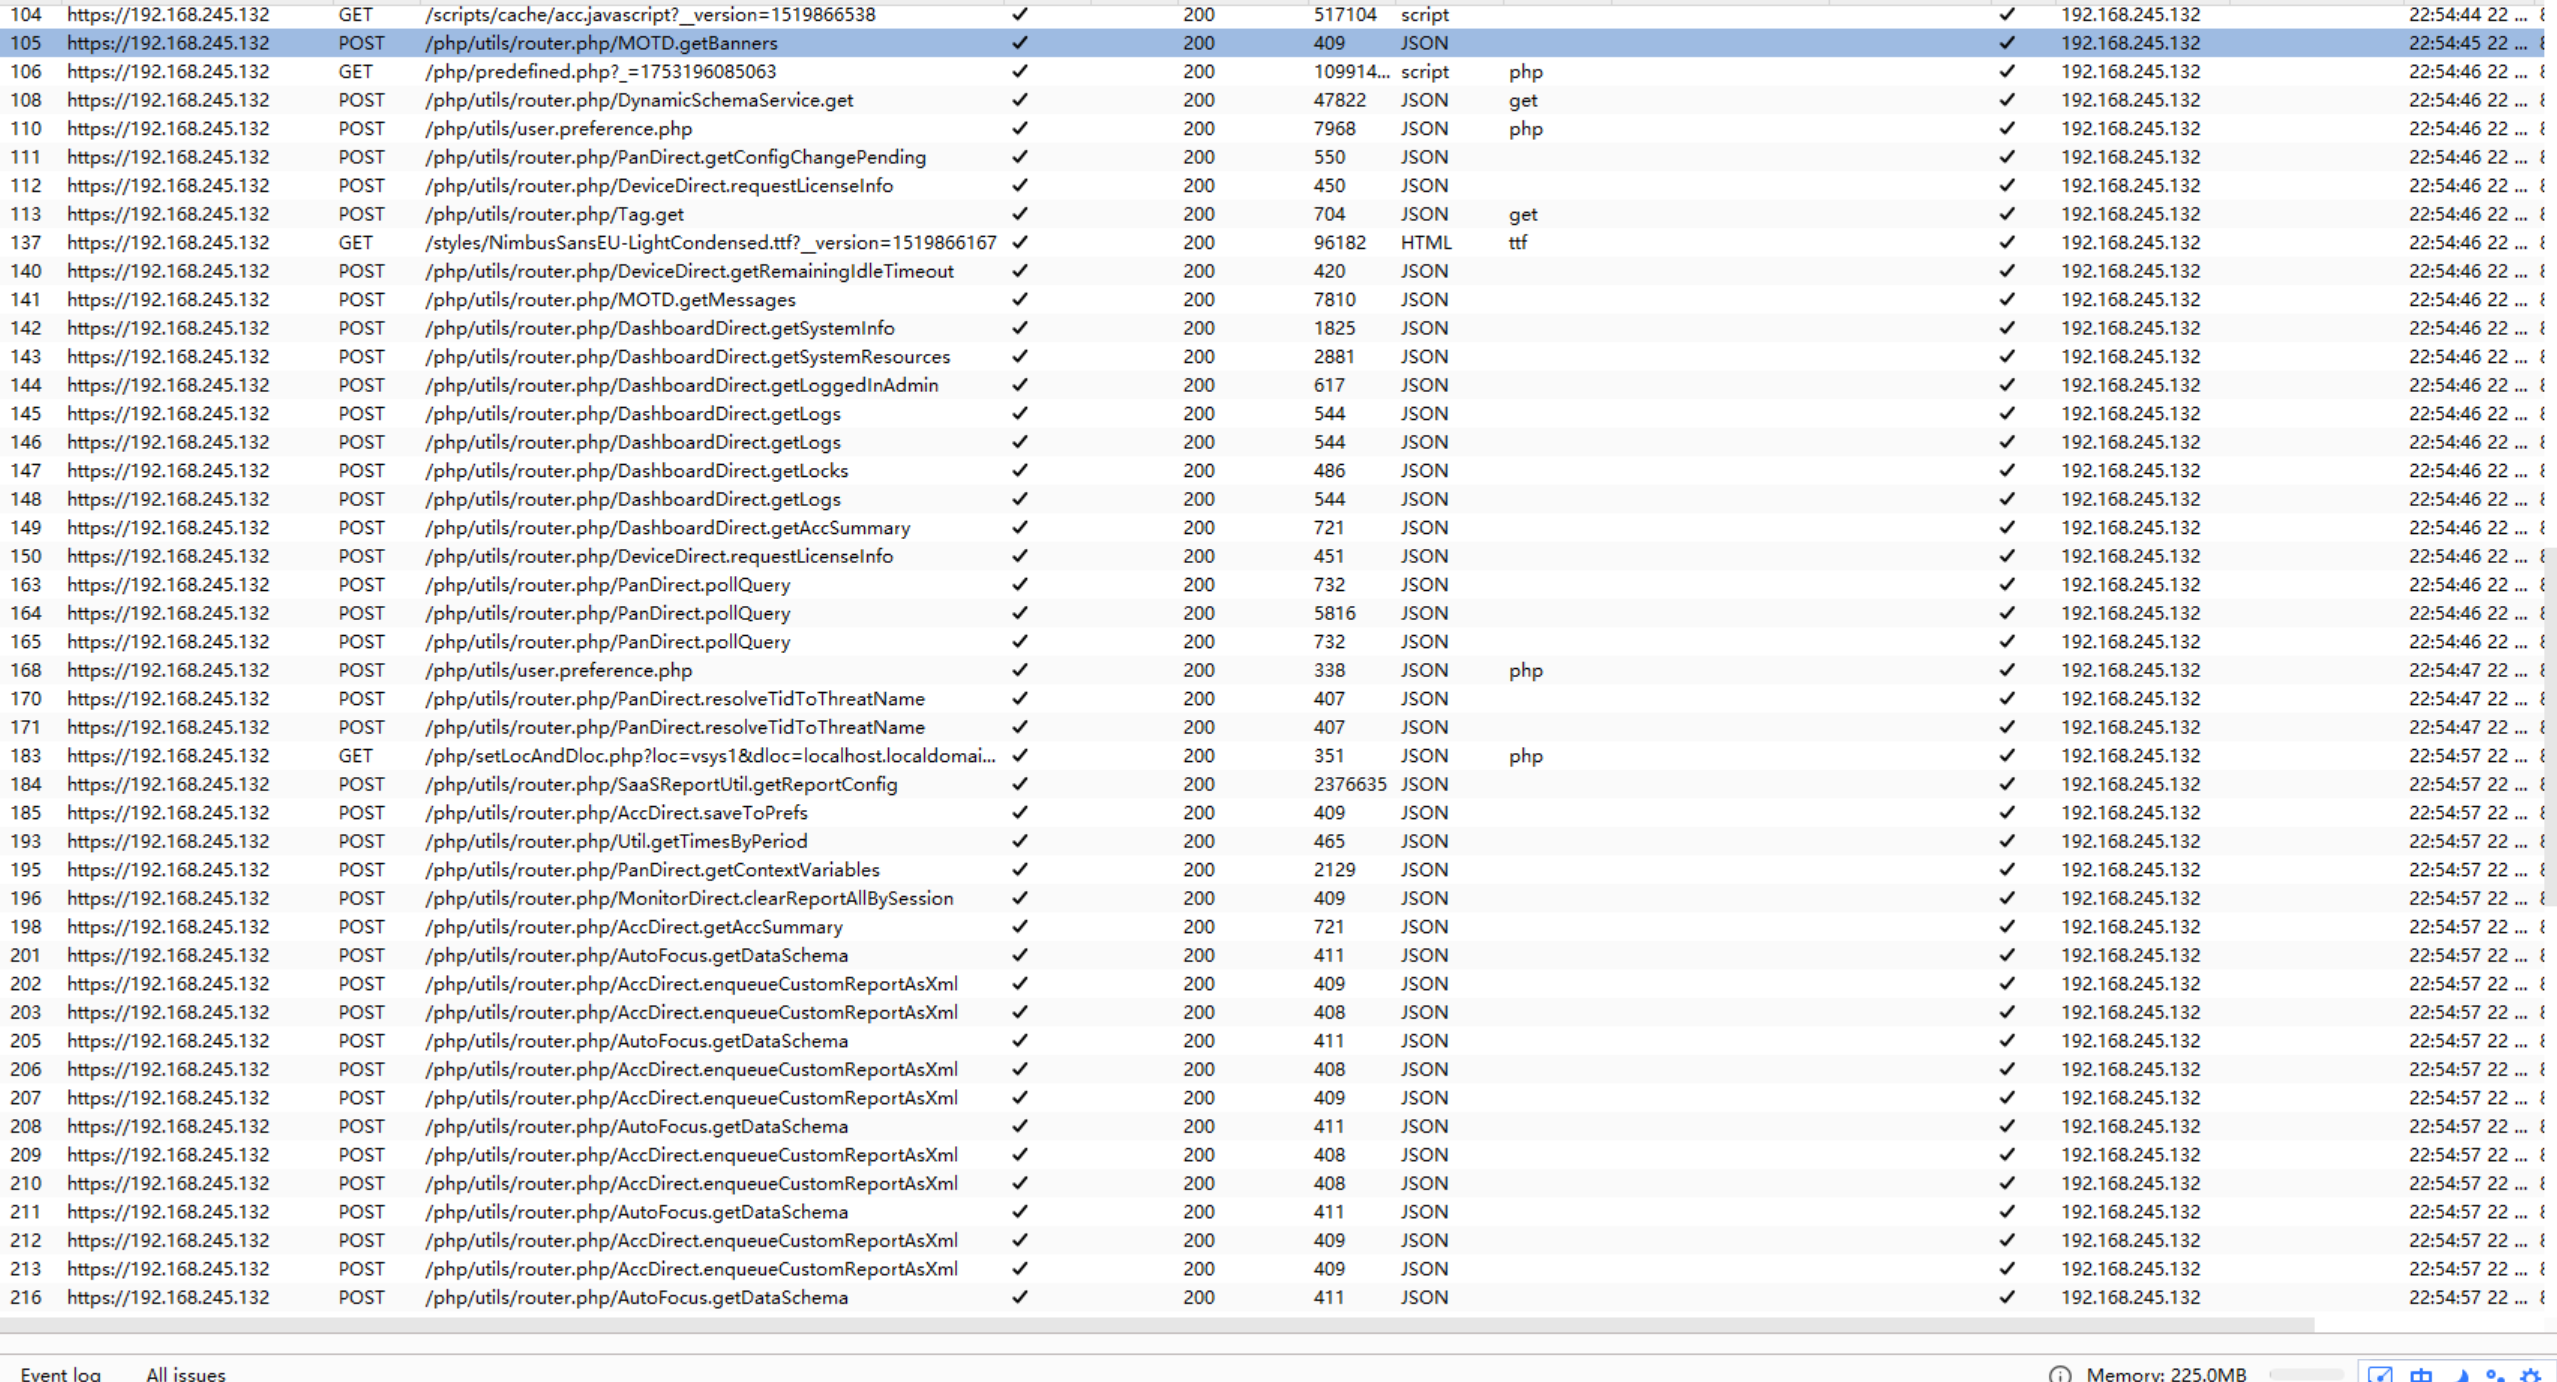 104 https://192.168.245.132 GET /scripts/cache/acc.javascript?__version=1519866538 ✓ 200 517104 script ✓ 192.168.245.132 22:54:44 22 ...
105 https://192.168.245.132 POST /php/utils/router.php/MOTD.getBanners ✓ 200 409 JSON ✓ 192.168.245.132 22:54:45 22 ...
106 https://192.168.245.132 GET /php/predefined.php?_=1753196085063 ✓ 200 109914... script php ✓ 192.168.245.132 22:54:46 22 ...
108 https://192.168.245.132 POST /php/utils/router.php/DynamicSchemaService.get ✓ 200 47822 JSON get ✓ 192.168.245.132 22:54:46 22 ...
110 https://192.168.245.132 POST /php/utils/user.preference.php ✓ 200 7968 JSON php ✓ 192.168.245.132 22:54:46 22 ...
111 https://192.168.245.132 POST /php/utils/router.php/PanDirect.getConfigChangePending ✓ 200 550 JSON ✓ 192.168.245.132 22:54:46 22 ...
112 https://192.168.245.132 POST /php/utils/router.php/DeviceDirect.requestLicenseInfo ✓ 200 450 JSON ✓ 192.168.245.132 22:54:46 22 ...
113 https://192.168.245.132 POST /php/utils/router.php/Tag.get ✓ 200 704 JSON get ✓ 192.168.245.132 22:54:46 22 ...
137 https://192.168.245.132 GET /styles/NimbusSansEU-LightCondensed.ttf?__version=1519866167 ✓ 200 96182 HTML ttf ✓ 192.168.245.132 22:54:46 22 ...
140 https://192.168.245.132 POST /php/utils/router.php/DeviceDirect.getRemainingIdleTimeout ✓ 200 420 JSON ✓ 192.168.245.132 22:54:46 22 ...
141 https://192.168.245.132 POST /php/utils/router.php/MOTD.getMessages ✓ 200 7810 JSON ✓ 192.168.245.132 22:54:46 22 ...
142 https://192.168.245.132 POST /php/utils/router.php/DashboardDirect.getSystemInfo ✓ 200 1825 JSON ✓ 192.168.245.132 22:54:46 22 ...
143 https://192.168.245.132 POST /php/utils/router.php/DashboardDirect.getSystemResources ✓ 200 2881 JSON ✓ 192.168.245.132 22:54:46 22 ...
144 https://192.168.245.132 POST /php/utils/router.php/DashboardDirect.getLoggedInAdmin ✓ 200 617 JSON ✓ 192.168.245.132 22:54:46 22 ...
145 https://192.168.245.132 POST /php/utils/router.php/DashboardDirect.getLogs ✓ 200 544 JSON ✓ 192.168.245.132 22:54:46 22 ...
146 https://192.168.245.132 POST /php/utils/router.php/DashboardDirect.getLogs ✓ 200 544 JSON ✓ 192.168.245.132 22:54:46 22 ...
147 https://192.168.245.132 POST /php/utils/router.php/DashboardDirect.getLocks ✓ 200 486 JSON ✓ 192.168.245.132 22:54:46 22 ...
148 https://192.168.245.132 POST /php/utils/router.php/DashboardDirect.getLogs ✓ 200 544 JSON ✓ 192.168.245.132 22:54:46 22 ...
149 https://192.168.245.132 POST /php/utils/router.php/DashboardDirect.getAccSummary ✓ 200 721 JSON ✓ 192.168.245.132 22:54:46 22 ...
150 https://192.168.245.132 POST /php/utils/router.php/DeviceDirect.requestLicenseInfo ✓ 200 451 JSON ✓ 192.168.245.132 22:54:46 22 ...
163 https://192.168.245.132 POST /php/utils/router.php/PanDirect.pollQuery ✓ 200 732 JSON ✓ 192.168.245.132 22:54:46 22 ...
164 https://192.168.245.132 POST /php/utils/router.php/PanDirect.pollQuery ✓ 200 5816 JSON ✓ 192.168.245.132 22:54:46 22 ...
165 https://192.168.245.132 POST /php/utils/router.php/PanDirect.pollQuery ✓ 200 732 JSON ✓ 192.168.245.132 22:54:46 22 ...
168 https://192.168.245.132 POST /php/utils/user.preference.php ✓ 200 338 JSON php ✓ 192.168.245.132 22:54:47 22 ...
170 https://192.168.245.132 POST /php/utils/router.php/PanDirect.resolveTidToThreatName ✓ 200 407 JSON ✓ 192.168.245.132 22:54:47 22 ...
171 https://192.168.245.132 POST /php/utils/router.php/PanDirect.resolveTidToThreatName ✓ 200 407 JSON ✓ 192.168.245.132 22:54:47 22 ...
183 https://192.168.245.132 GET /php/setLocAndDloc.php?loc=vsys1&dloc=localhost.localdomai... ✓ 200 351 php ✓ 192.168.245.132 22:54:57 22 ...
184 https://192.168.245.132 POST /php/utils/router.php/SaaSReportUtil.getReportConfig ✓ 200 2376635 JSON ✓ 192.168.245.132 22:54:57 22 ...
185 https://192.168.245.132 POST /php/utils/router.php/AccDirect.saveToPrefs ✓ 200 409 JSON ✓ 192.168.245.132 22:54:57 22 ...
193 https://192.168.245.132 POST /php/utils/router.php/Util.getTimesByPeriod ✓ 200 465 JSON ✓ 192.168.245.132 22:54:57 22 ...
195 https://192.168.245.132 POST /php/utils/router.php/PanDirect.getContextVariables ✓ 200 2129 JSON ✓ 192.168.245.132 22:54:57 22 ...
196 https://192.168.245.132 POST /php/utils/router.php/MonitorDirect.clearReportAllBySession ✓ 200 409 JSON ✓ 192.168.245.132 22:54:57 22 ...
198 https://192.168.245.132 POST /php/utils/router.php/AccDirect.getAccSummary ✓ 200 721 JSON ✓ 192.168.245.132 22:54:57 22 ...
201 https://192.168.245.132 POST /php/utils/router.php/AutoFocus.getDataSchema ✓ 200 411 JSON ✓ 192.168.245.132 22:54:57 22 ...
202 https://192.168.245.132 POST /php/utils/router.php/AccDirect.enqueueCustomReportAsXml ✓ 200 409 JSON ✓ 192.168.245.132 22:54:57 22 ...
203 https://192.168.245.132 POST /php/utils/router.php/AccDirect.enqueueCustomReportAsXml ✓ 200 408 JSON ✓ 192.168.245.132 22:54:57 22 ...
205 https://192.168.245.132 POST /php/utils/router.php/AutoFocus.getDataSchema ✓ 200 411 JSON ✓ 192.168.245.132 22:54:57 22 ...
206 https://192.168.245.132 POST /php/utils/router.php/AccDirect.enqueueCustomReportAsXml ✓ 200 408 JSON ✓ 192.168.245.132 22:54:57 22 ...
207 https://192.168.245.132 POST /php/utils/router.php/AccDirect.enqueueCustomReportAsXml ✓ 200 409 JSON ✓ 192.168.245.132 22:54:57 22 ...
208 https://192.168.245.132 POST /php/utils/router.php/AutoFocus.getDataSchema ✓ 200 411 JSON ✓ 192.168.245.132 22:54:57 22 ...
209 https://192.168.245.132 POST /php/utils/router.php/AccDirect.enqueueCustomReportAsXml ✓ 200 408 JSON ✓ 192.168.245.132 22:54:57 22 ...
210 https://192.168.245.132 POST /php/utils/router.php/AccDirect.enqueueCustomReportAsXml ✓ 200 408 JSON ✓ 192.168.245.132 22:54:57 22 ...
211 https://192.168.245.132 POST /php/utils/router.php/AutoFocus.getDataSchema ✓ 200 411 JSON ✓ 192.168.245.132 22:54:57 22 ...
212 https://192.168.245.132 POST /php/utils/router.php/AccDirect.enqueueCustomReportAsXml ✓ 200 409 JSON ✓ 192.168.245.132 22:54:57 22 ...
213 https://192.168.245.132 POST /php/utils/router.php/AccDirect.enqueueCustomReportAsXml ✓ 200 409 JSON ✓ 192.168.245.132 22:54:57 22 ...
216 https://192.168.245.132 POST /php/utils/router.php/AutoFocus.getDataSchema ✓ 200 411 JSON ✓ 192.168.245.132 22:54:57 22 ...
Event log All issues Memory: 225.0MB 中